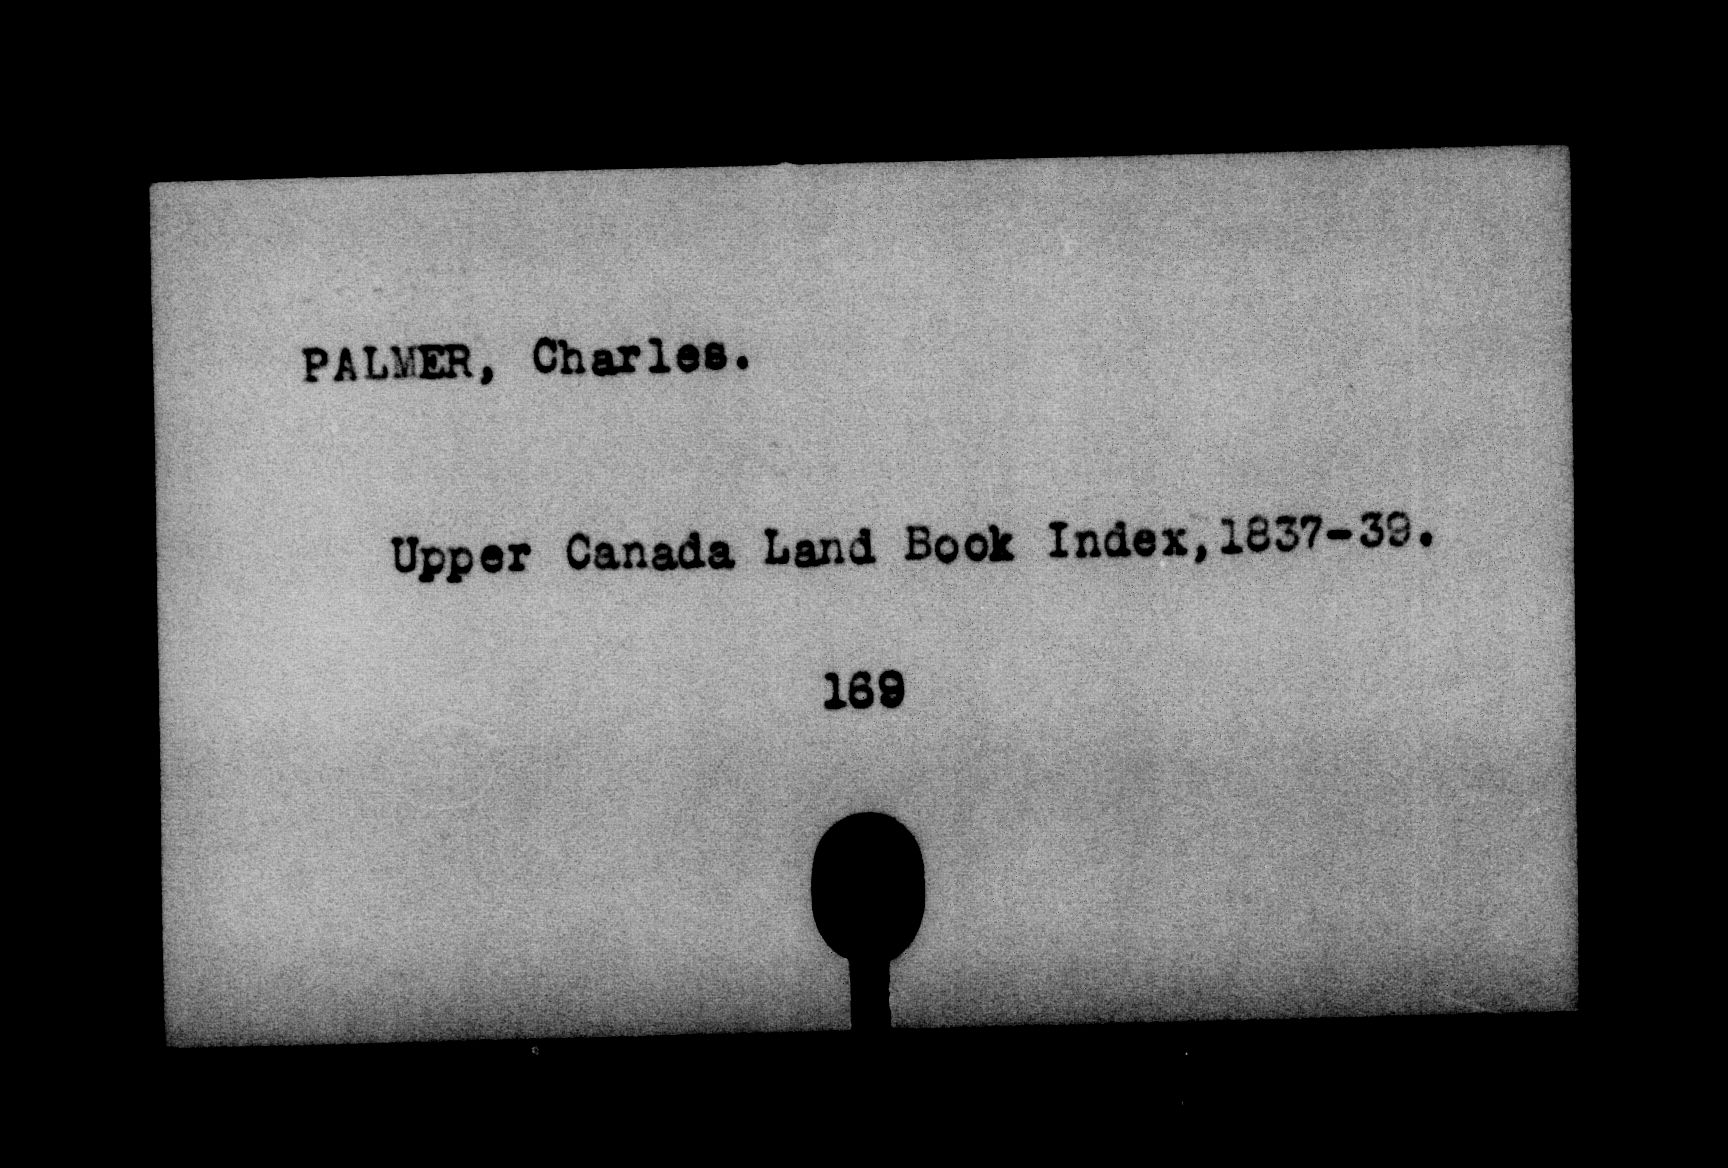 PALMER, Charles.
Upper Canada Land Book Index,1837-39.
169